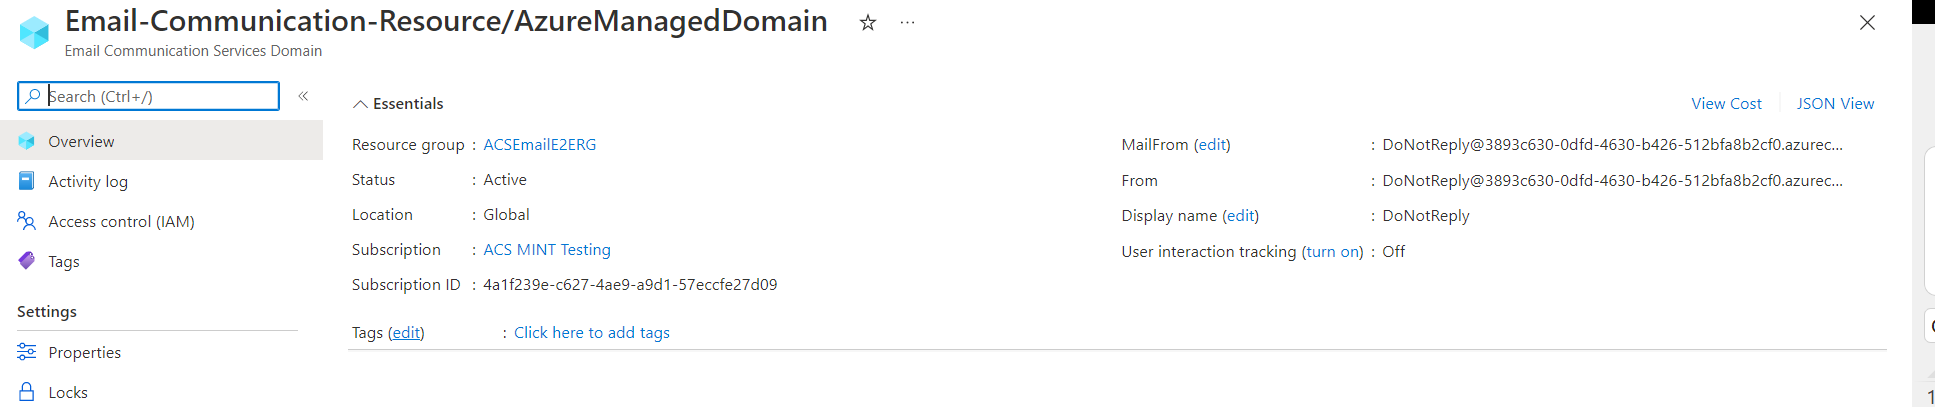 Email-Communication-Resource/AzureManagedDomain
Email Communication Services Domain
Search (Ctrl+/)
Overview
Activity log
Access control (IAM)
Tags
Settings
Properties
Locks
Essentials
View Cost
JSON View
Resource group : ACSEmailE2ERG
Status : Active
Location : Global
Subscription : ACS MINT Testing
Subscription ID : 4a1f239e-c627-4ae9-a9d1-57eccfe27d09
Tags (edit) : Click here to add tags
MailFrom (edit) : DoNotReply@3893c630-0dfd-4630-b426-512bfa8b2cf0.azurec...
From : DoNotReply@3893c630-0dfd-4630-b426-512bfa8b2cf0.azurec...
Display name (edit) : DoNotReply
User interaction tracking (turn on) : Off